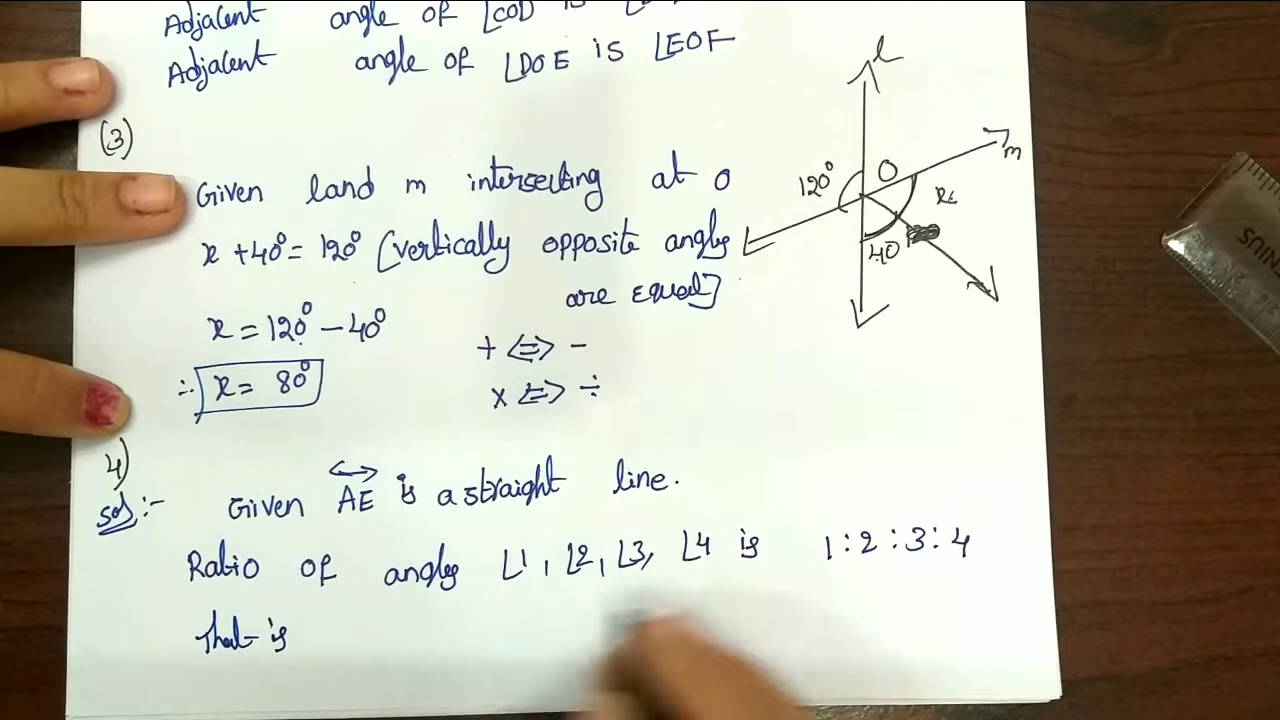 Adjacent angle of ∠COD is
Adjacent angle of ∠DOE is ∠EOF
(3)
Given l and m intersecting at O
x + 40° = 120° [vertically opposite angles
are equal]
x = 120° - 40°
+ <=> -
∴ x = 80°
× <=> ÷
l
m
O
120°
x
40
4)
Sol:- Given AE is a straight line.
Ratio of angles ∠1, ∠2, ∠3, ∠4 is 1:2:3:4
That is